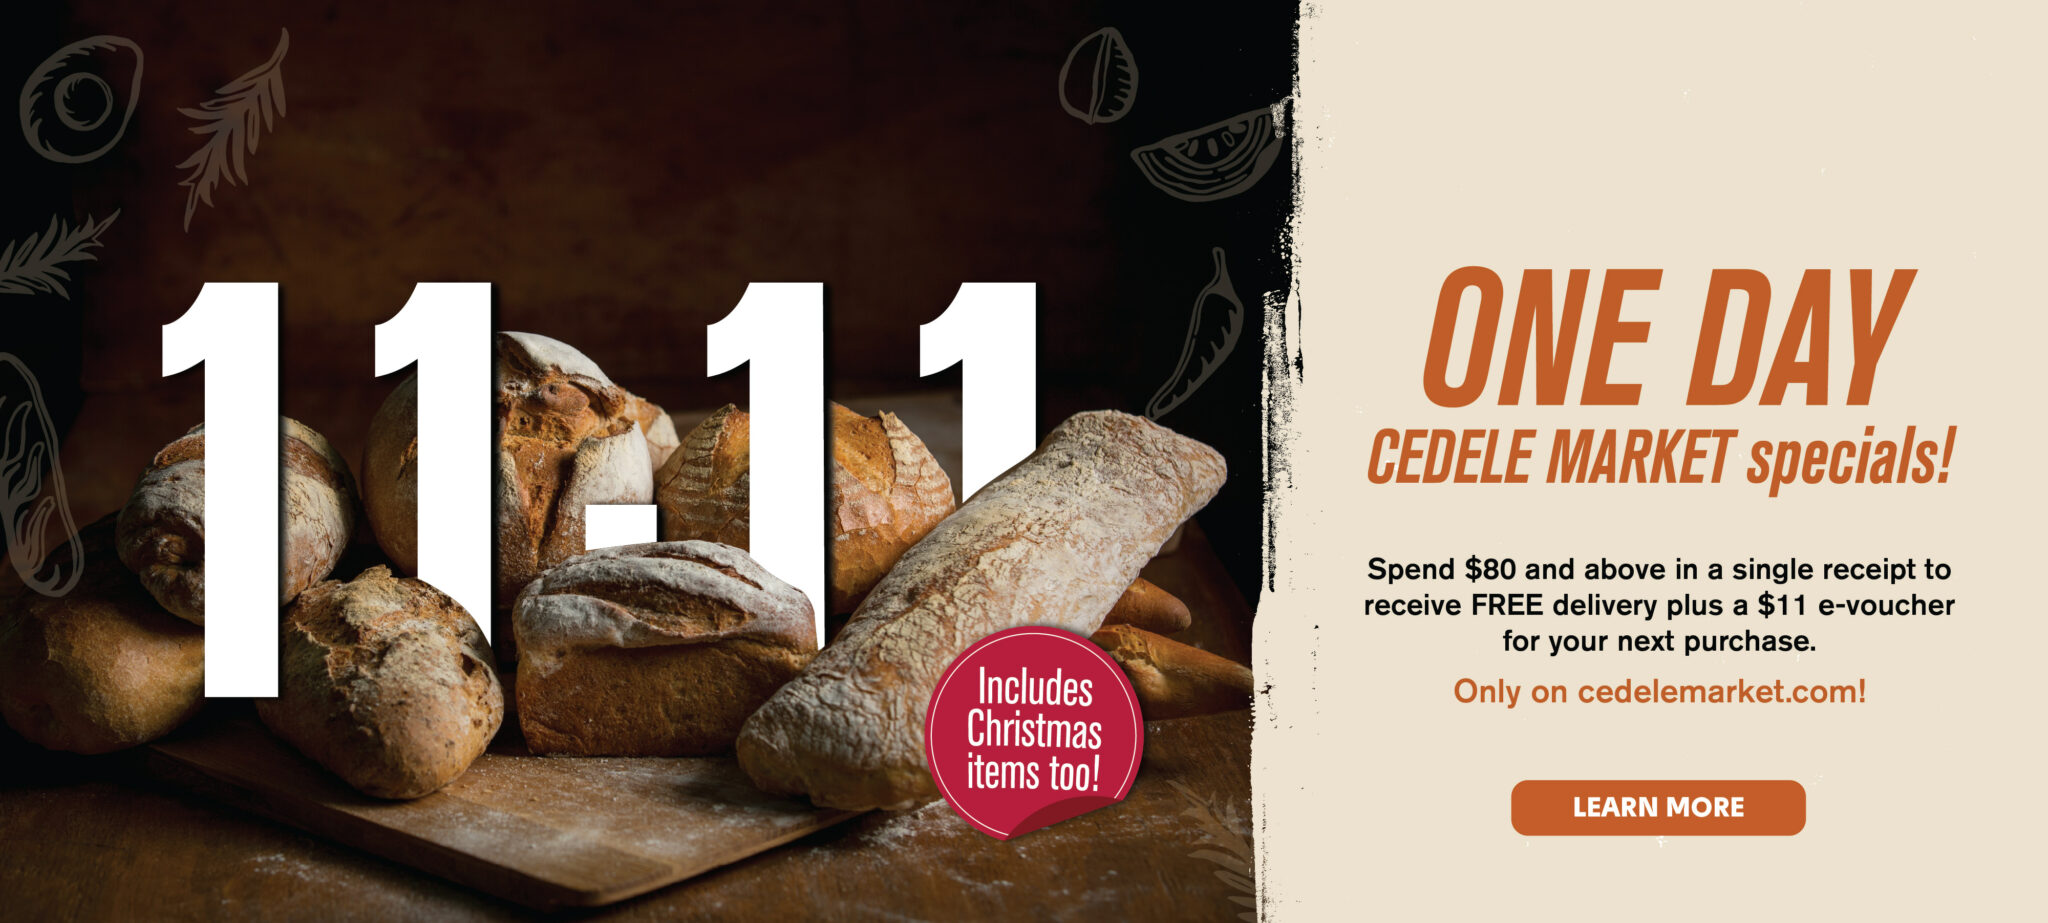 11.11
Includes
Christmas
items too!
ONE DAY
CEDELE MARKET specials!
Spend $80 and above in a single receipt to
receive FREE delivery plus a $11 e-voucher
for your next purchase.
Only on cedelemarket.com!
LEARN MORE